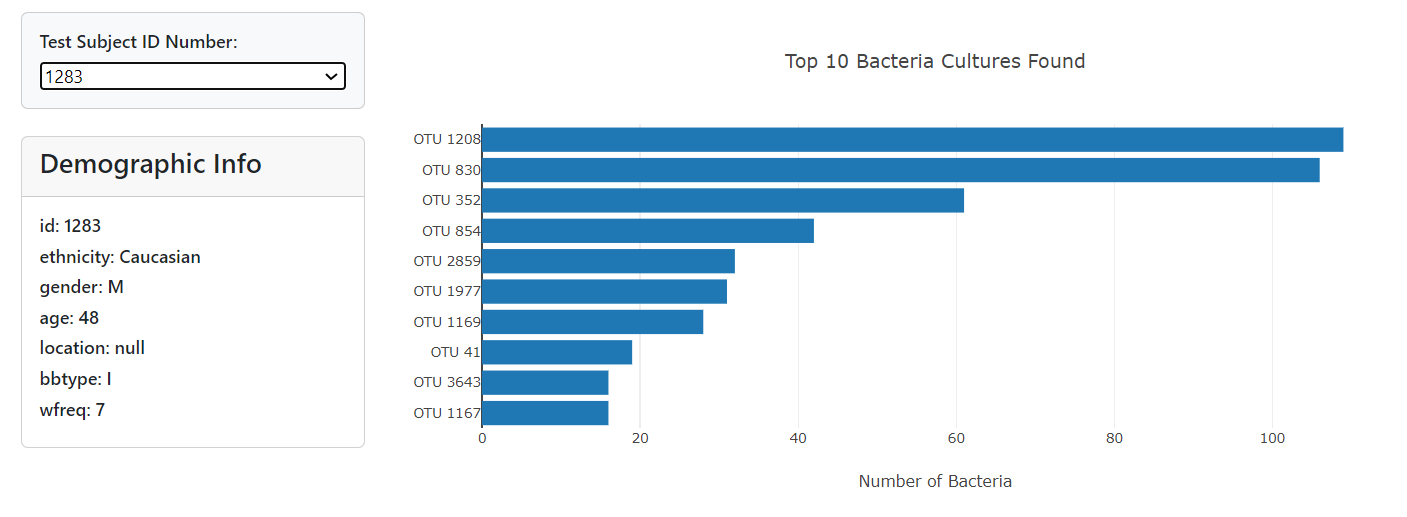 Test Subject ID Number:
1283
Demographic Info
id: 1283
ethnicity: Caucasian
gender: M
age: 48
location: null
bbtype: I
wfreq: 7
Top 10 Bacteria Cultures Found
OTU 1208
OTU 830
OTU 352
OTU 854
OTU 2859
OTU 1977
OTU 1169
OTU 41
OTU 3643
OTU 1167
0 20 40 60 80 100
Number of Bacteria